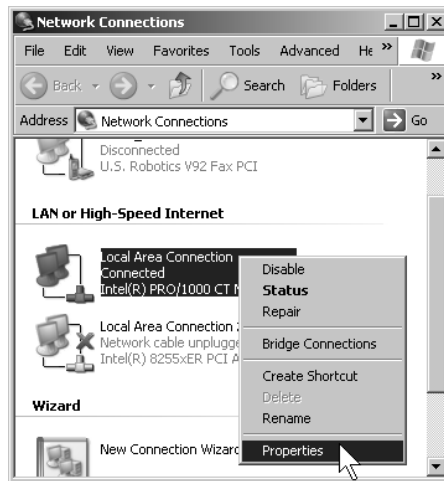 Network Connections
File Edit View Favorites Tools Advanced He »
Back Search Folders »
Address Network Connections Go
Disconnected
U.S. Robotics V92 Fax PCI
LAN or High-Speed Internet
Local Area Connection
Connected
Intel(R) PRO/1000 CT
Local Area Connection
Network cable
Intel(R) 8255xER PCI
Disable
Status
Repair
Bridge Connections
Create Shortcut
Delete
Rename
Properties
Wizard
New Connection